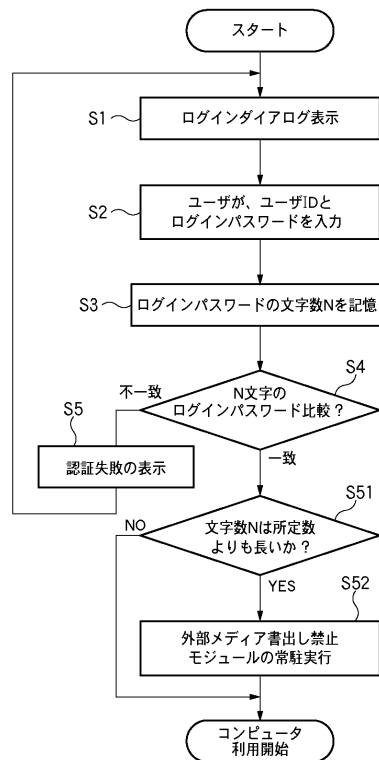 スタート
S1
ログインダイアログ表示
S2
ユーザが、ユーザIDと
ログインパスワードを入力
S3
ログインパスワードの文字数Nを記憶
S4
N文字の
ログインパスワード比較？
不一致
一致
S5
認証失敗の表示
S51
文字数Nは所定数
よりも長いか？
NO
YES
S52
外部メディア書出し禁止
モジュールの常駐実行
コンピュータ
利用開始